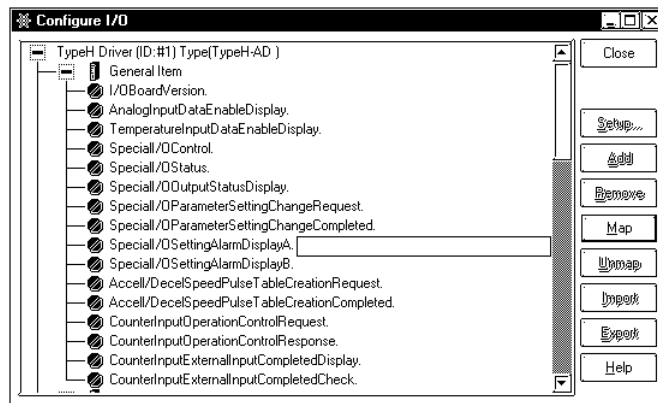 Configure I/O
TypeH Driver (ID:#1) Type(TypeH-AD )
General Item
I/OBoardVersion.
AnalogInputDataEnableDisplay.
TemperatureInputDataEnableDisplay.
SpecialI/OControl.
SpecialI/OStatus.
SpecialI/OOutputStatusDisplay.
SpecialI/OParameterSettingChangeRequest.
SpecialI/OParameterSettingChangeCompleted.
SpecialI/OSettingAlarmDisplayA.
SpecialI/OSettingAlarmDisplayB.
Accell/DecelSpeedPulseTableCreationRequest.
Accell/DecelSpeedPulseTableCreationCompleted.
CounterInputOperationControlRequest.
CounterInputOperationControlResponse.
CounterInputExternalInputCompletedDisplay.
CounterInputExternalInputCompletedCheck.
Close
Setup...
Add
Remove
Map
Unmap
Import
Export
Help